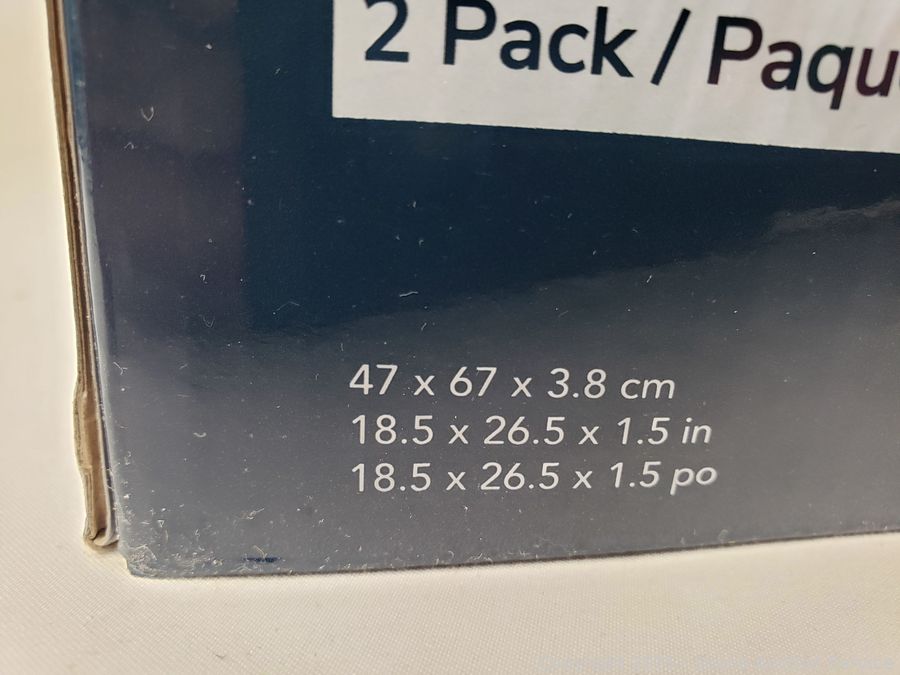 2 Pack / Paqu
47 x 67 x 3.8 cm
18.5 x 26.5 x 1.5 in
18.5 x 26.5 x 1.5 po